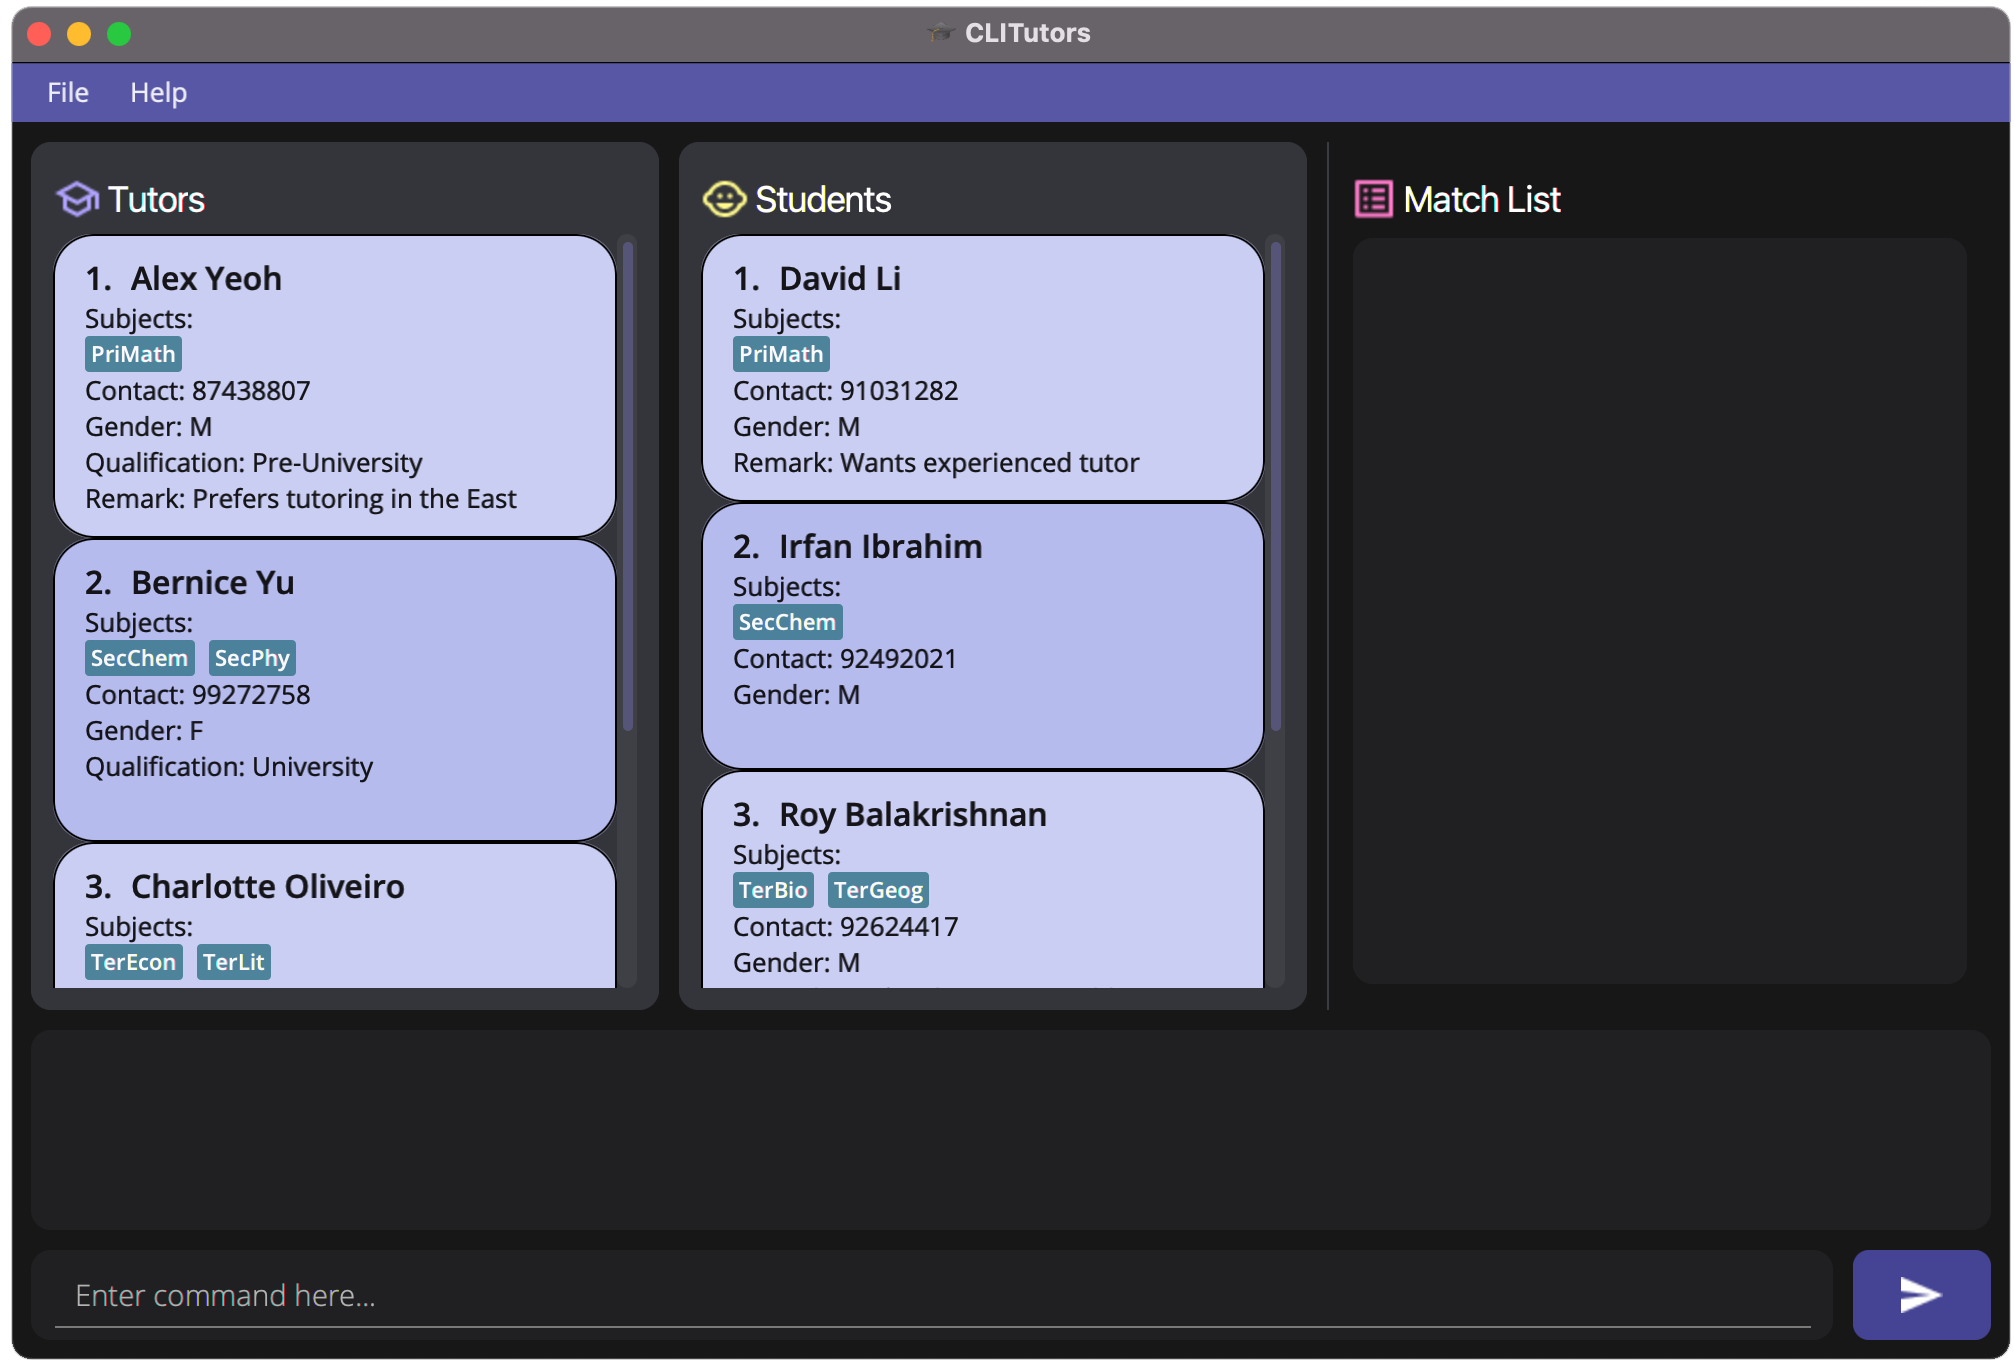 CLITutors
File Help
Tutors
1. Alex Yeoh
Subjects:
PriMath
Contact: 87438807
Gender: M
Qualification: Pre-University
Remark: Prefers tutoring in the East
2. Bernice Yu
Subjects:
SecChem SecPhy
Contact: 99272758
Gender: F
Qualification: University
3. Charlotte Oliveiro
Subjects:
TerEcon TerLit
Students
1. David Li
Subjects:
PriMath
Contact: 91031282
Gender: M
Remark: Wants experienced tutor
2. Irfan Ibrahim
Subjects:
SecChem
Contact: 92492021
Gender: M
3. Roy Balakrishnan
Subjects:
TerBio TerGeog
Contact: 92624417
Gender: M
Match List
Enter command here...